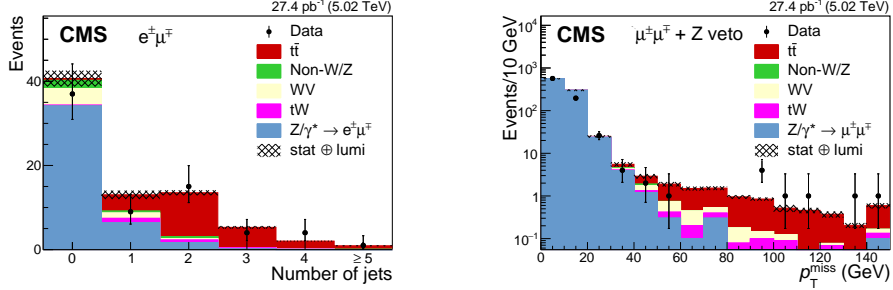 27.4 pb⁻¹ (5.02 TeV)
CMS
e±μ∓
Data
tt̄
Non-W/Z
WV
tW
Z/γ* → e±μ∓
stat ⊕ lumi
Events
40
20
0
0
1
2
3
4
≥ 5
Number of jets
27.4 pb⁻¹ (5.02 TeV)
CMS
μ±μ∓ + Z veto
Data
tt̄
Non-W/Z
WV
tW
Z/γ* → μ±μ∓
stat ⊕ lumi
Events/10 GeV
10⁵
10⁴
10³
10²
10
1
10⁻¹
0
20
40
60
80
100
120
140
pTmiss (GeV)